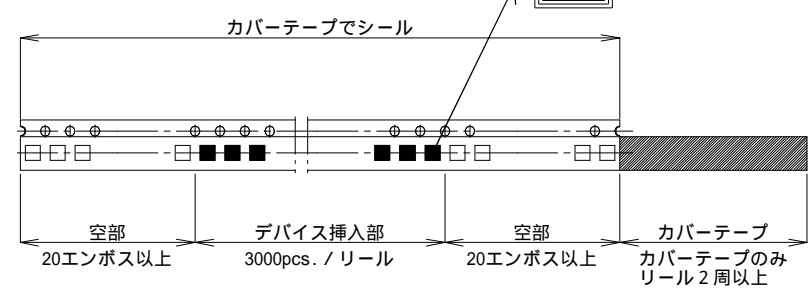 カバーテープでシール
空部
デバイス挿入部
空部
カバーテープ
20エンボス以上
3000pcs. / リール
20エンボス以上
カバーテープのみ
リール2周以上